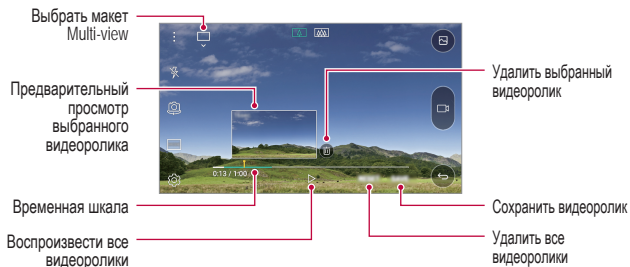 Выбрать макет
Multi-view
Предварительный
просмотр
выбранного
видеоролика
Временная шкала
Воспроизвести все
видеоролики
0:13 / 1:00
Удалить выбранный
видеоролик
Сохранить видеоролик
Удалить все
видеоролики